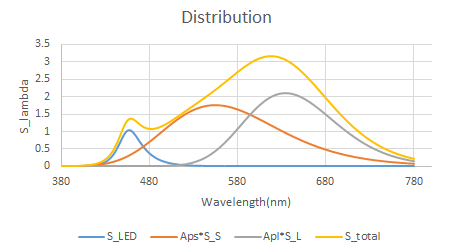 Distribution
3.5
3
2.5
2
1.5
1
0.5
0
S_lambda
380 480 580 680 780
Wavelength(nm)
S_LED Aps*S_S Apl*S_L S_total